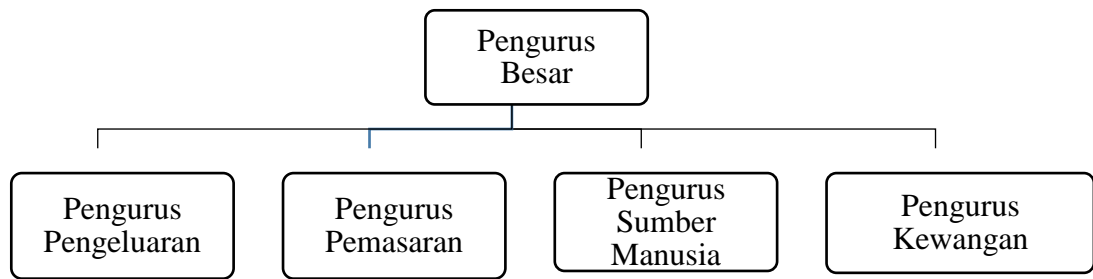 Pengurus
Besar
Pengurus
Pengeluaran
Pengurus
Pemasaran
Pengurus
Sumber
Manusia
Pengurus
Kewangan